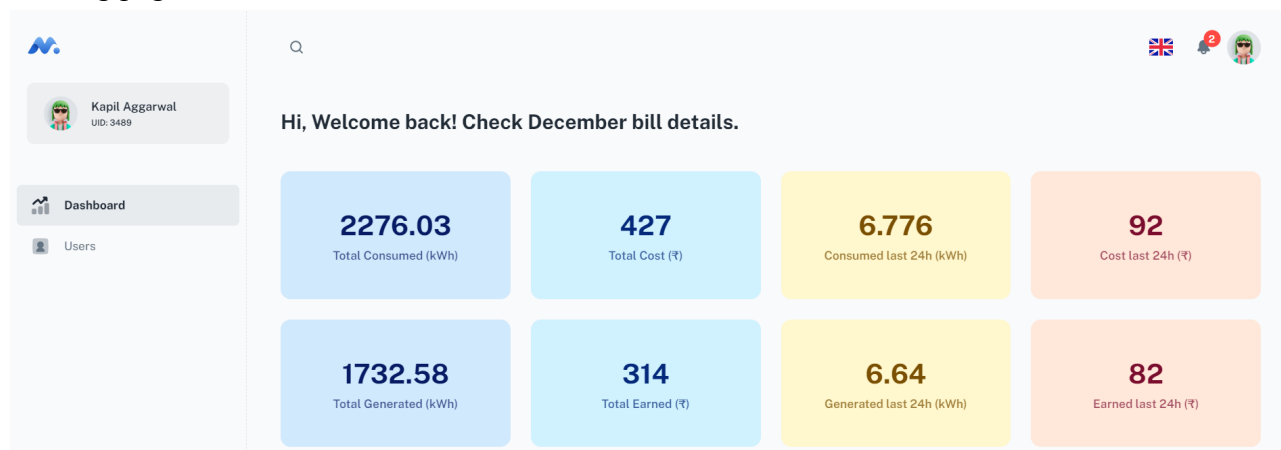 2
Kapil Aggarwal
UID: 3489
Hi, Welcome back! Check December bill details.
Dashboard
Users
2276.03
Total Consumed (kWh)
427
Total Cost (₹)
6.776
Consumed last 24h (kWh)
92
Cost last 24h (₹)
1732.58
Total Generated (kWh)
314
Total Earned (₹)
6.64
Generated last 24h (kWh)
82
Earned last 24h (₹)